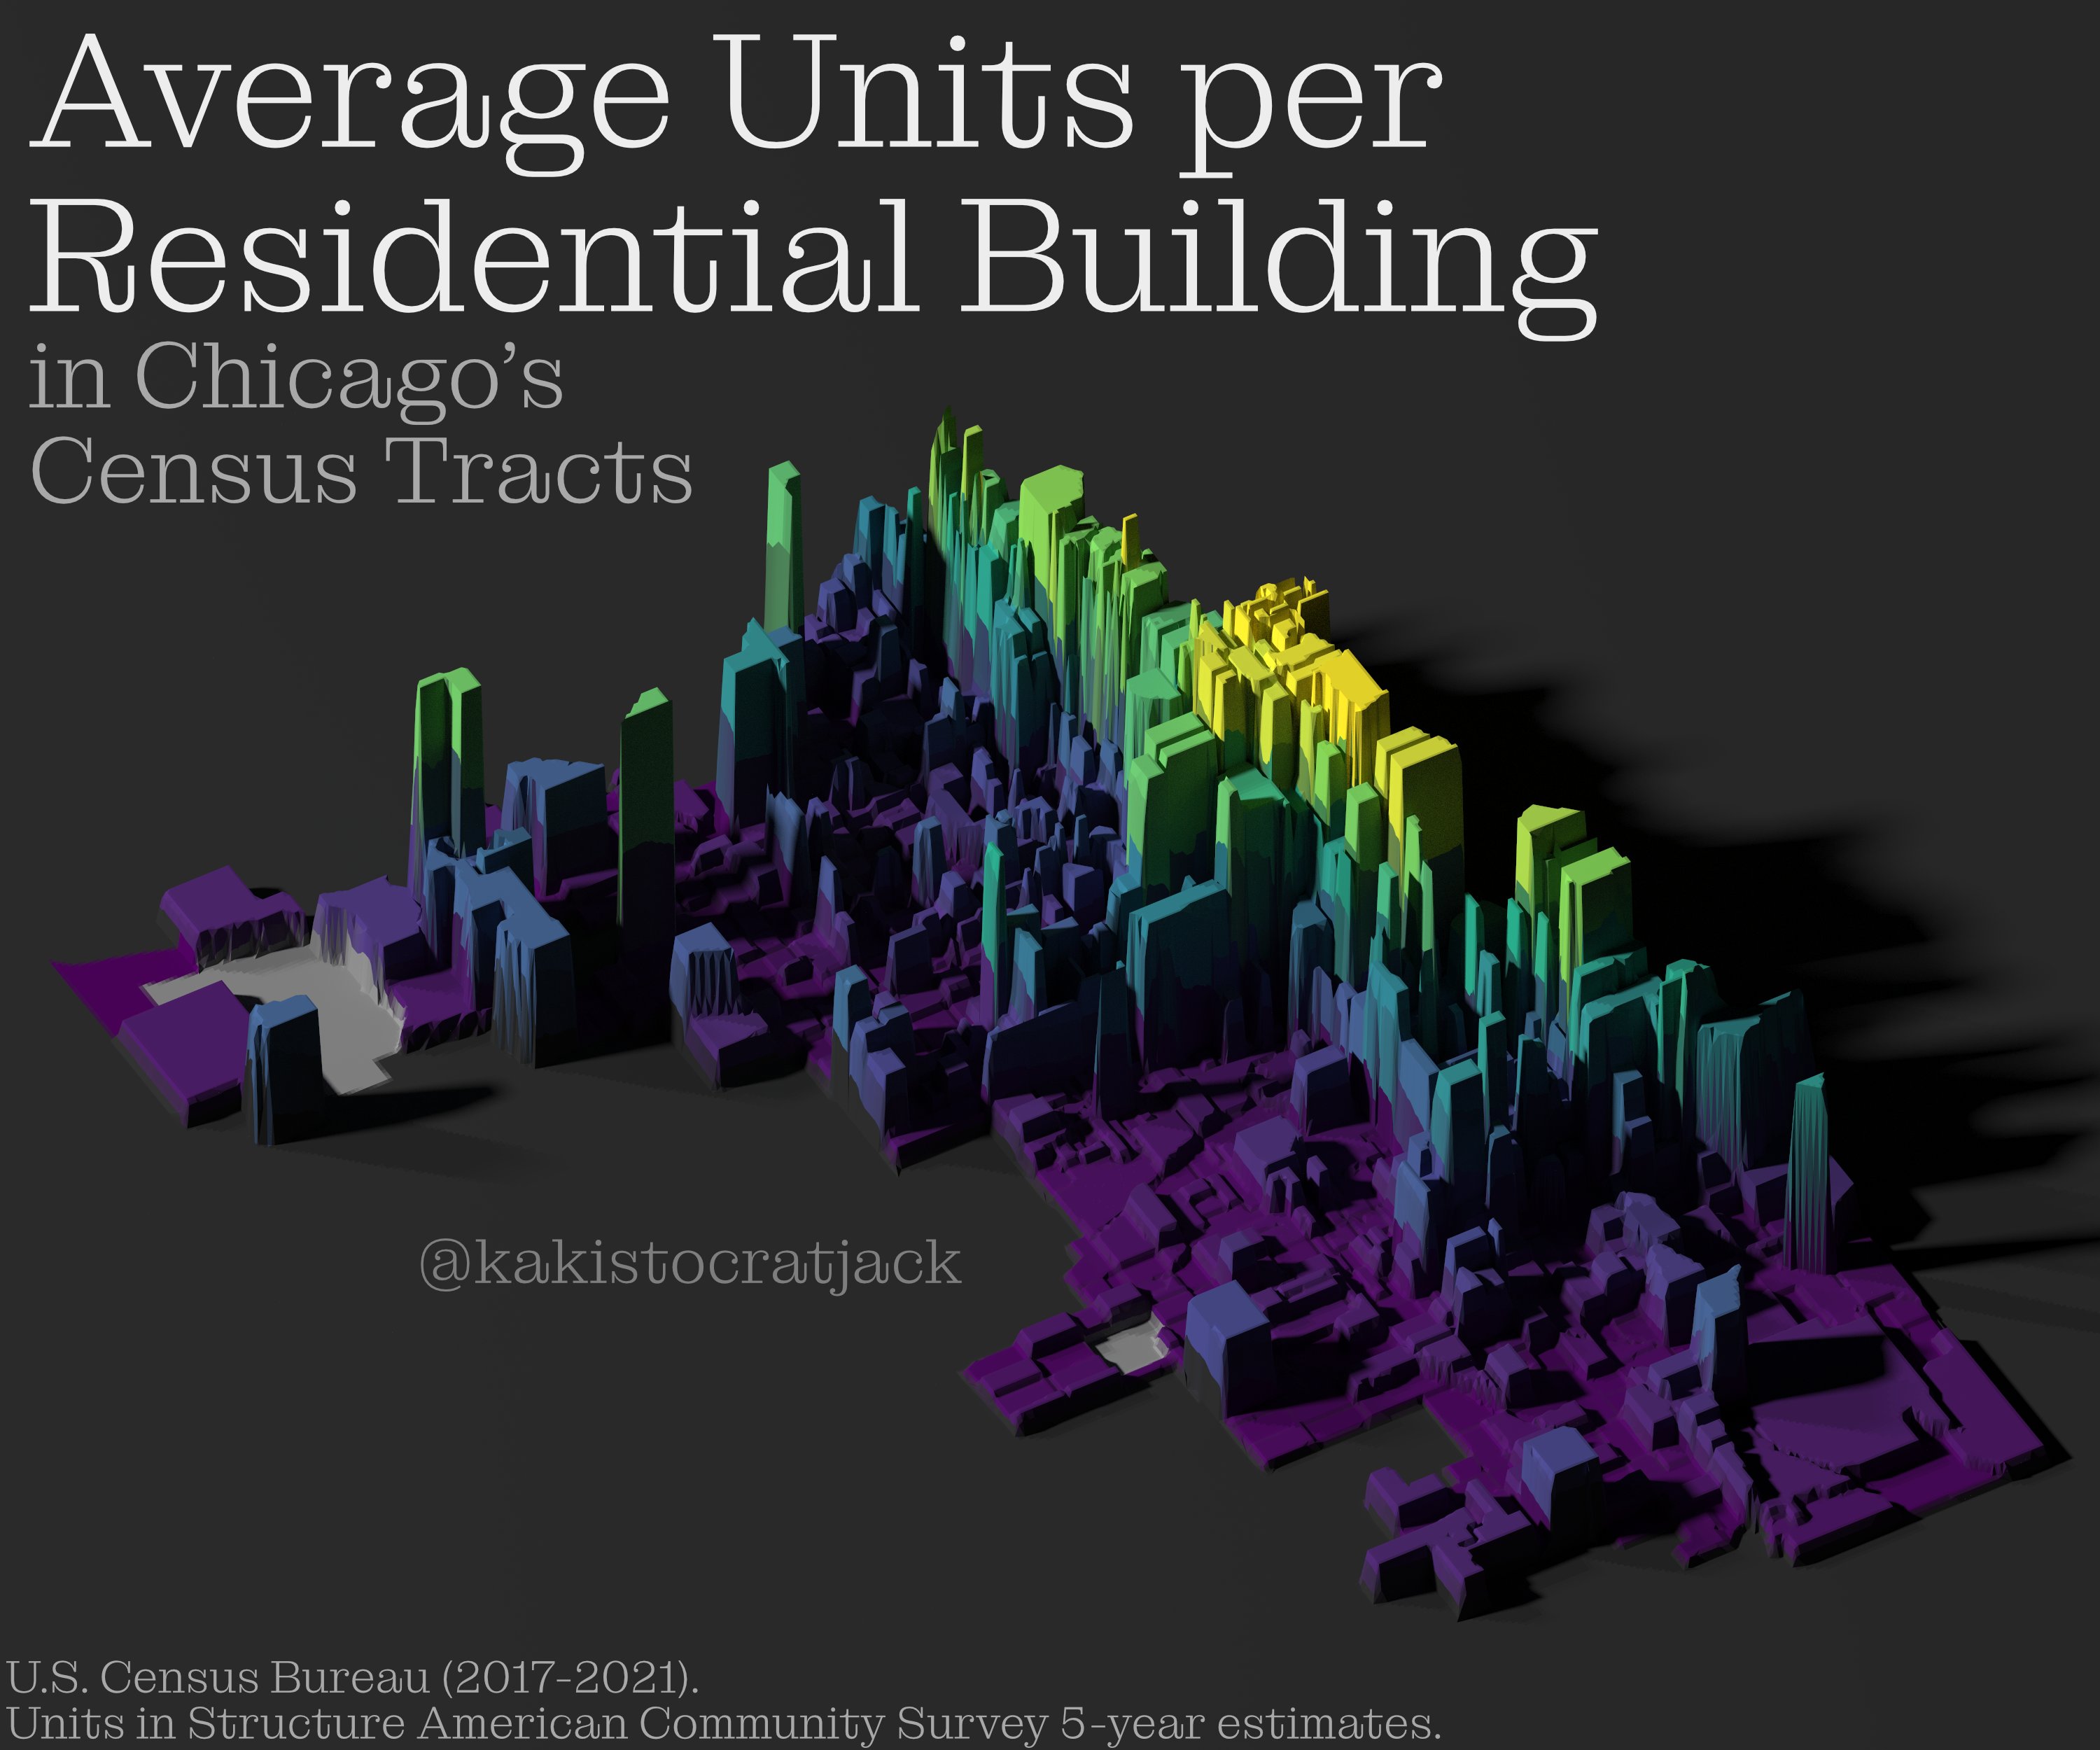 Average Units per
Residential Building
in Chicago’s
Census Tracts
@kakistocratjack
U.S. Census Bureau (2017-2021).
Units in Structure American Community Survey 5-year estimates.